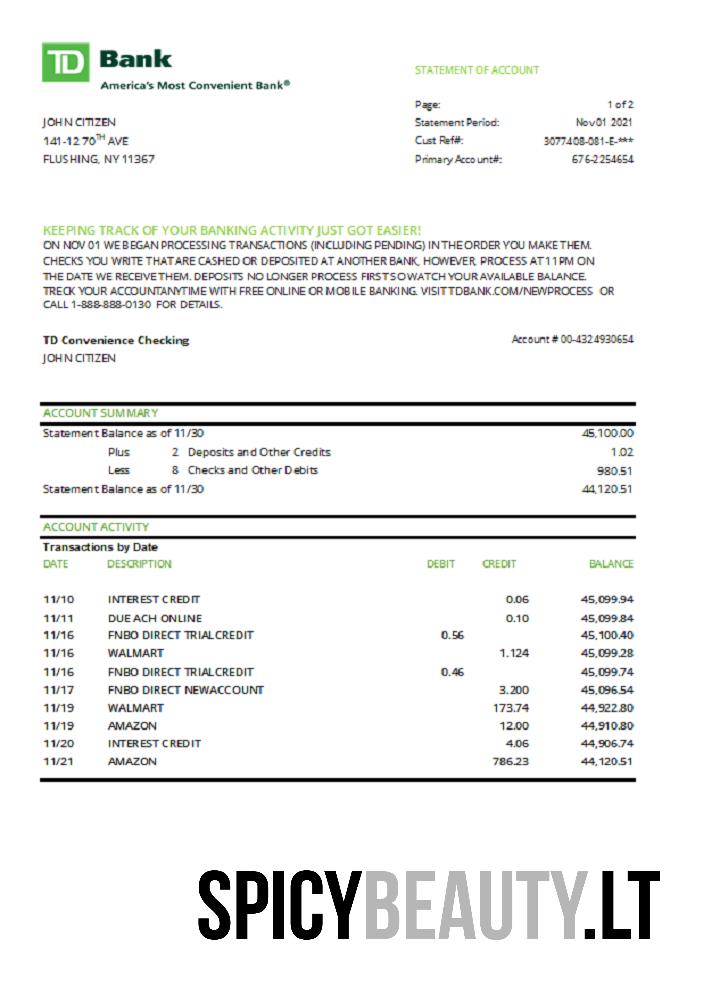 TD Bank
America's Most Convenient Bank®
STATEMENT OF ACCOUNT
Page: 1 of 2
JOHN CITIZEN Statement Period: Nov 01 2021
141-12 70TH AVE Cust Ref#: 3077408-081-E-***
FLUSHING, NY 11367 Primary Account#: 676-2254654
KEEPING TRACK OF YOUR BANKING ACTIVITY JUST GOT EASIER!
ON NOV 01 WE BEGAN PROCESSING TRANSACTIONS (INCLUDING PENDING) IN THE ORDER YOU MAKE THEM.
CHECKS YOU WRITE THAT ARE CASHED OR DEPOSITED AT ANOTHER BANK, HOWEVER, PROCESS AT 11PM ON
THE DATE WE RECEIVE THEM. DEPOSITS NO LONGER PROCESS FIRST SO WATCH YOUR AVAILABLE BALANCE.
TRECK YOUR ACCOUNT ANYTIME WITH FREE ONLINE OR MOBILE BANKING. VISIT TDBANK.COM/NEWPROCESS OR
CALL 1-888-888-0130 FOR DETAILS.
TD Convenience Checking Account # 00-4324930654
JOHN CITIZEN
ACCOUNT SUMMARY
Statement Balance as of 11/30 45,100.00
Plus 2 Deposits and Other Credits 1.02
Less 8 Checks and Other Debits 980.51
Statement Balance as of 11/30 44,120.51
ACCOUNT ACTIVITY
Transactions by Date
DATE DESCRIPTION DEBIT CREDIT BALANCE
11/10 INTEREST CREDIT 0.06 45,099.94
11/11 DUE ACH ONLINE 0.10 45,099.84
11/16 FNBO DIRECT TRIALCREDIT 0.56 45,100.40
11/16 WALMART 1.124 45,099.28
11/16 FNBO DIRECT TRIALCREDIT 0.46 45,099.74
11/17 FNBO DIRECT NEWACCOUNT 3.200 45,096.54
11/19 WALMART 173.74 44,922.80
11/19 AMAZON 12.00 44,910.80
11/20 INTEREST CREDIT 4.06 44,906.74
11/21 AMAZON 786.23 44,120.51
SPICYBEAUTY.LT